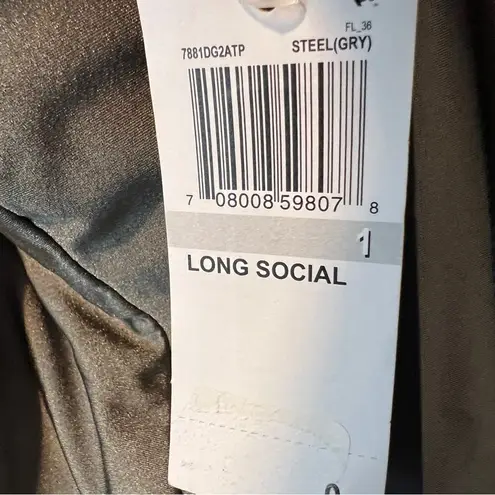 FL_36
7881DG2ATP STEEL(GRY)
7 08008 59807 8
1
LONG SOCIAL